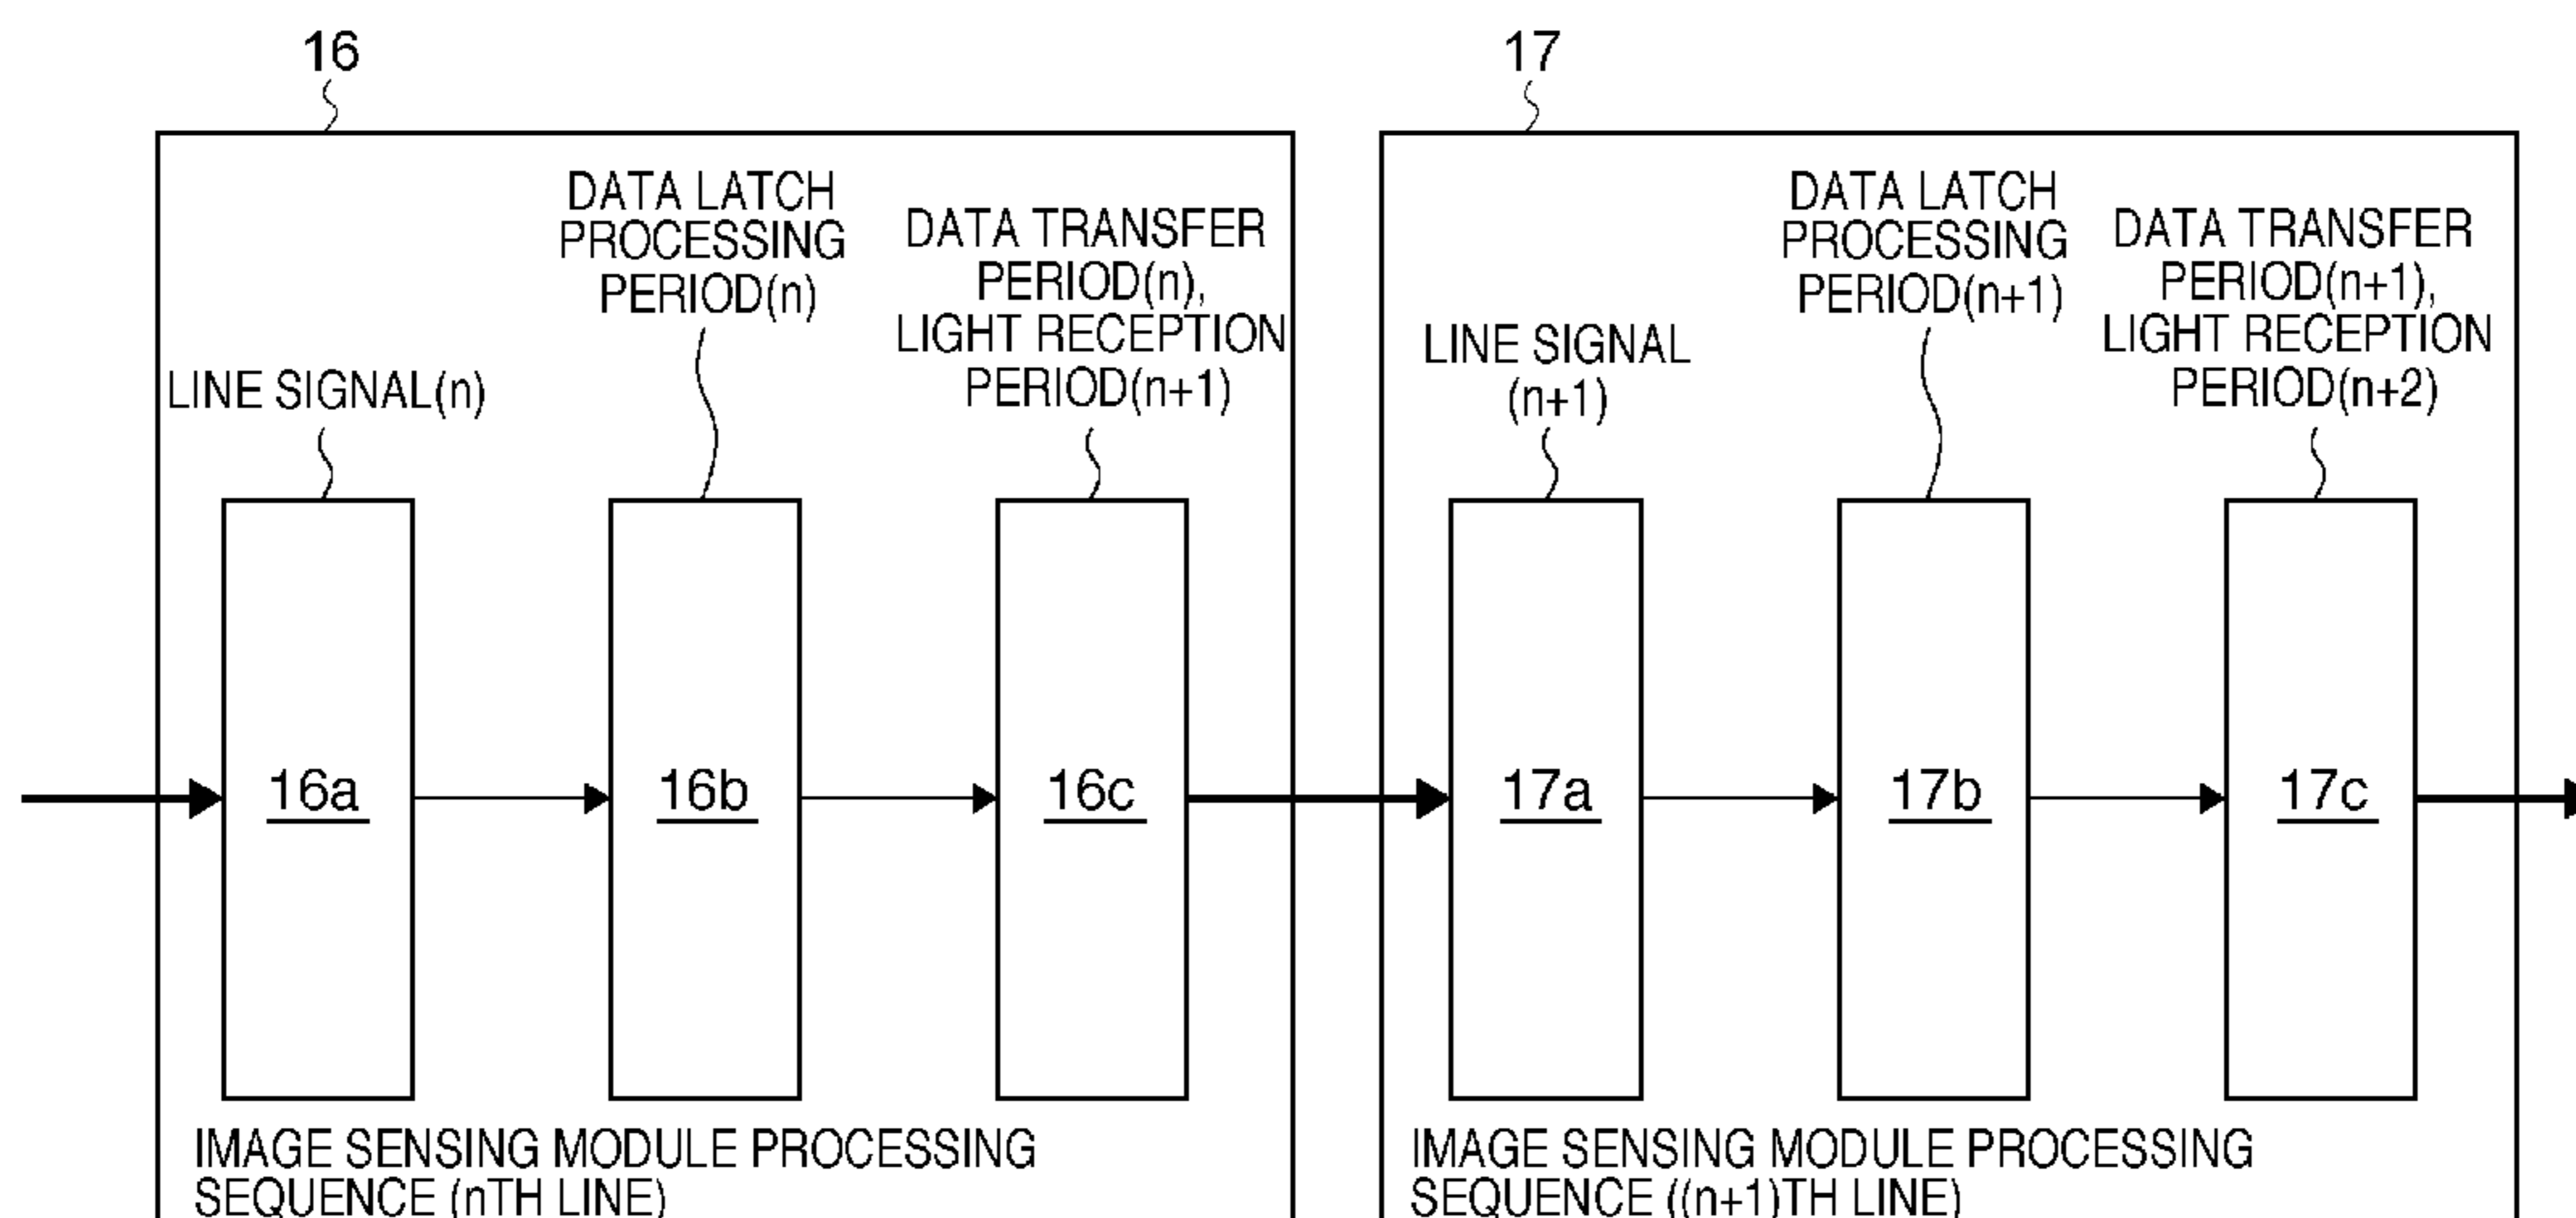 16
DATA LATCH
PROCESSING
PERIOD(n)
DATA TRANSFER
PERIOD(n),
LIGHT RECEPTION
PERIOD(n+1)
LINE SIGNAL(n)
16a
16b
16c
IMAGE SENSING MODULE PROCESSING
SEQUENCE (nTH LINE)
17
DATA LATCH
PROCESSING
PERIOD(n+1)
DATA TRANSFER
PERIOD(n+1),
LIGHT RECEPTION
PERIOD(n+2)
LINE SIGNAL
(n+1)
17a
17b
17c
IMAGE SENSING MODULE PROCESSING
SEQUENCE ((n+1)TH LINE)